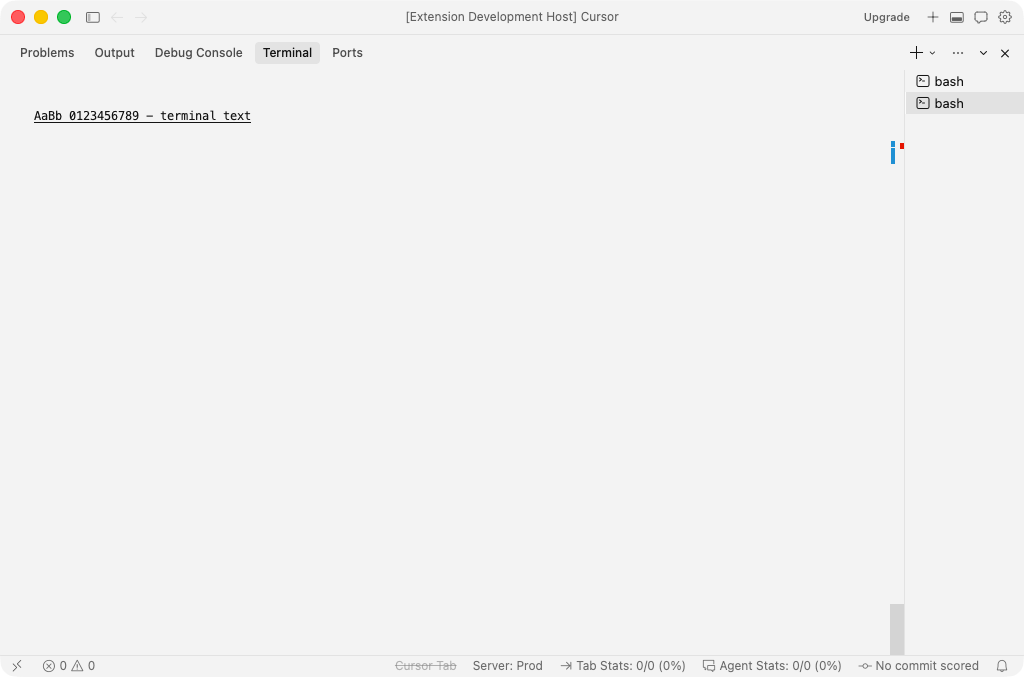 [Extension Development Host] Cursor
Upgrade
Problems Output Debug Console Terminal Ports
AaBb 0123456789 − terminal text
bash
bash
0 0 Cursor Tab Server: Prod Tab Stats: 0/0 (0%) Agent Stats: 0/0 (0%) No commit scored